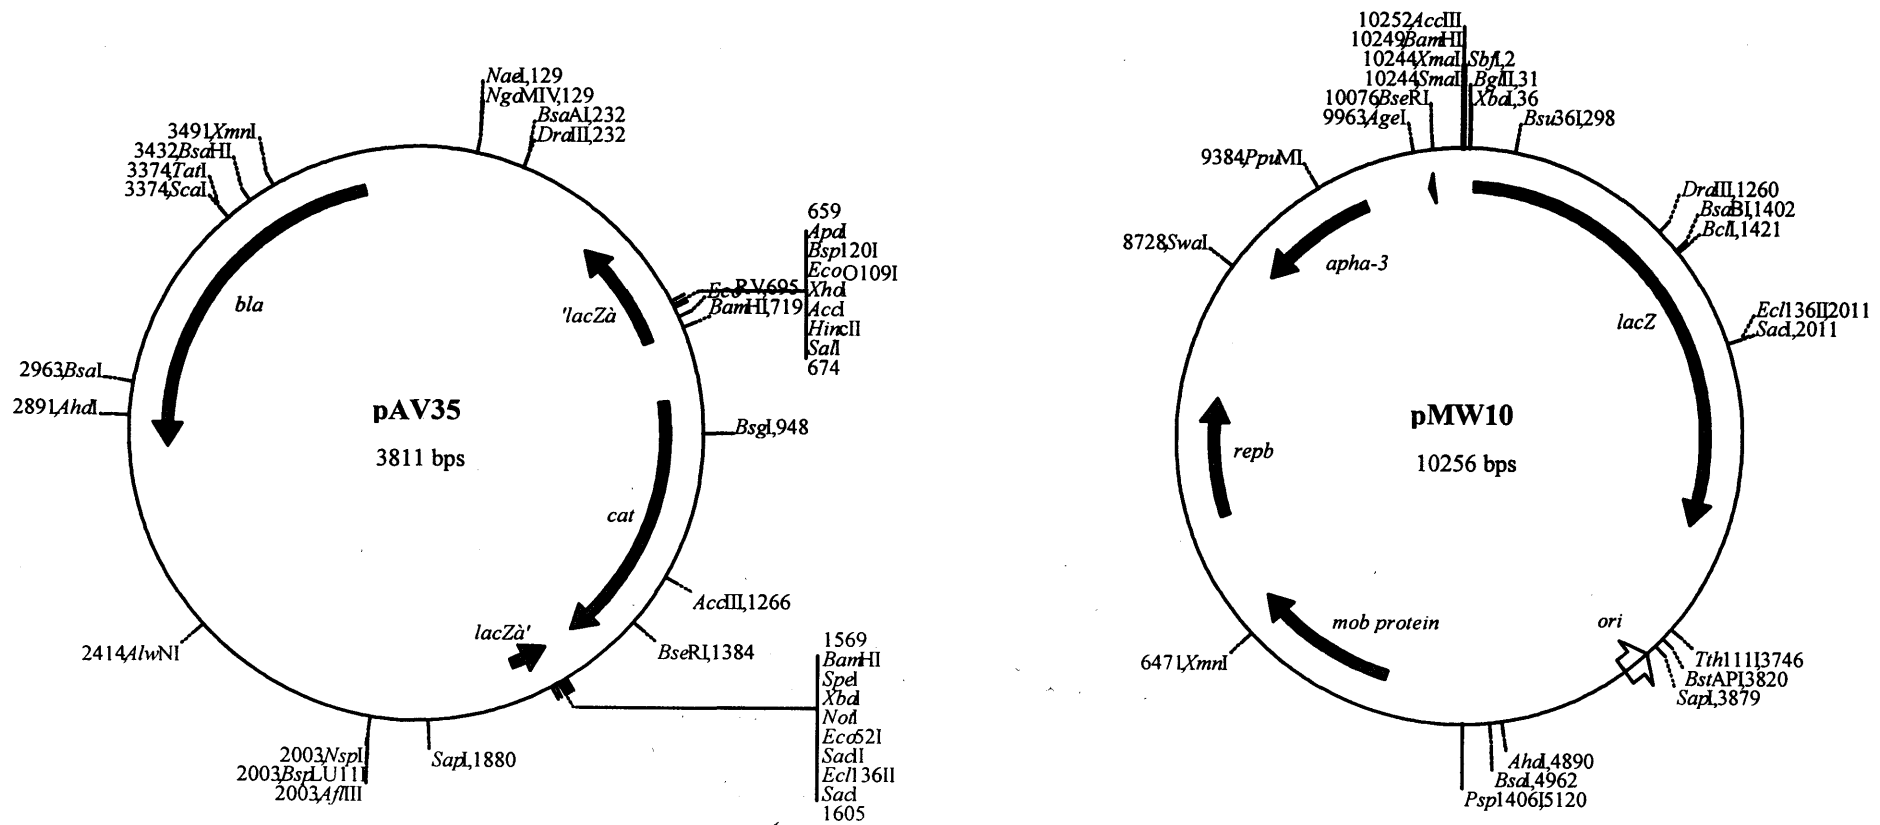 NaeI,129
NgoMIV,129
BsaAI,232
DraIII,232
3491,XmnI
3432,BsaHI
3374,TatI
3374,ScaI
659
ApaI
Bsp120I
EcoO109I
XhoI
AccI
HincII
SalI
674
EcoRV,695
BamHI,719
'lacZà
bla
2963,BsaI
2891,AhdI
pAV35
3811 bps
BsgI,948
cat
AccIII,1266
BseRI,1384
lacZà'
2414,AlwNI
1569
BamHI
SpeI
XbaI
NotI
Eco52I
SacII
Ecl136II
SacI
1605
SapI,1880
2003,NspI
2003,BspLU11I
2003,AflIII
10252,AccIII
10249,BamHI
10244,XmaI
10244,SmaI
10076,BseRI
9963,AgeI
SbfI,2
BglII,31
XbaI,36
Bsu36I,298
9384,PpuMI
DraIII,1260
BsaBI,1402
BclI,1421
8728,SwaI
apha-3
lacZ
Ecl136II,2011
SacI,2011
pMW10
10256 bps
repb
mob protein
ori
6471,XmnI
Tth111I,3746
BstAPI,3820
SapI,3879
AhdI,4890
BsaI,4962
Psp1406I,5120